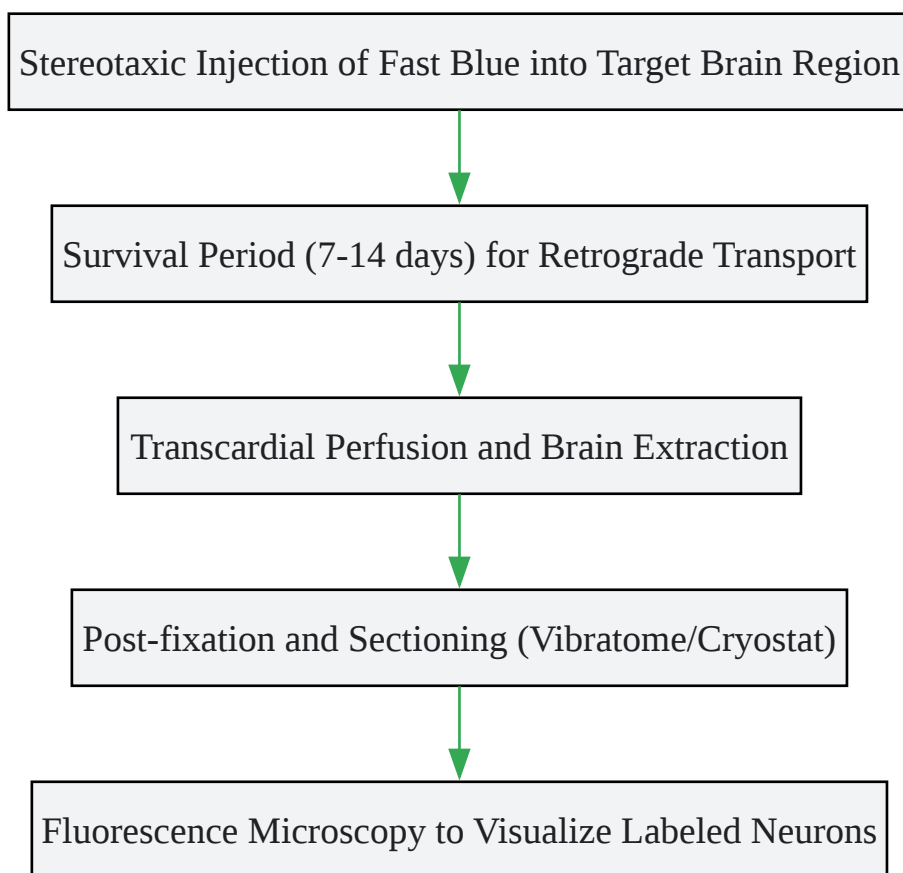 Stereotaxic Injection of Fast Blue into Target Brain Region
Survival Period (7-14 days) for Retrograde Transport
Transcardial Perfusion and Brain Extraction
Post-fixation and Sectioning (Vibratome/Cryostat)
Fluorescence Microscopy to Visualize Labeled Neurons